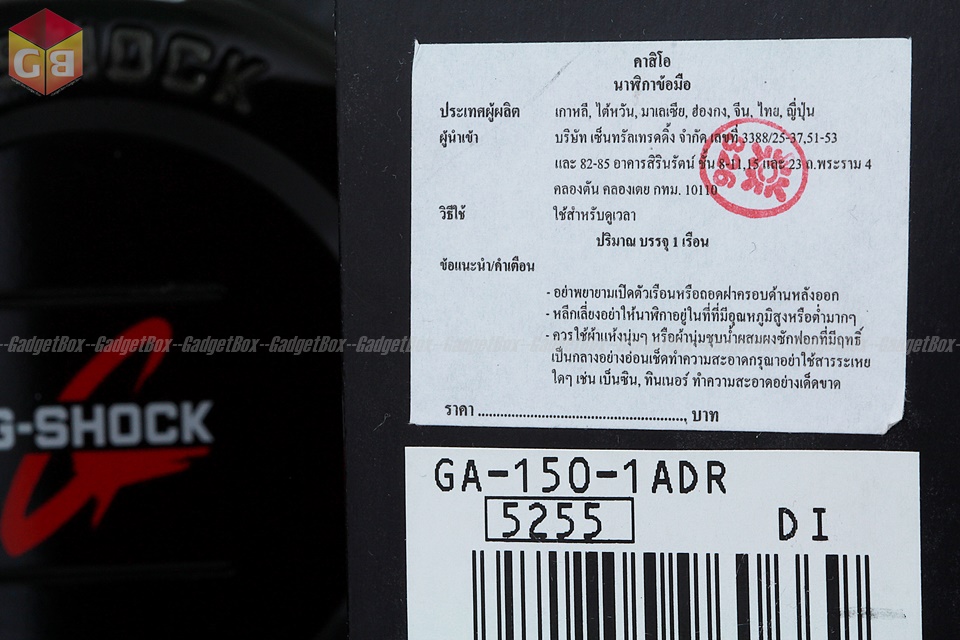 GB
SHOCK
คาสิโอ
นาฬิกาข้อมือ
ประเทศผู้ผลิต เกาหลี, ไต้หวัน, มาเลเซีย, ฮ่องกง, จีน, ไทย, ญี่ปุ่น
ผู้นำเข้า บริษัท เซ็นทรัลเทรดดิ้ง จำกัด เลขที่ 3388/25-37,51-53
และ 82-85 อาคารสิรินรัตน์ ชั้น 8-11,15 และ 23 ถ.พระราม 4
คลองตัน คลองเตย กทม. 10110
วิธีใช้ ใช้สำหรับดูเวลา
ปริมาณ บรรจุ 1 เรือน
ข้อแนะนำ/คำเตือน
- อย่าพยายามเปิดตัวเรือนหรือถอดฝาครอบด้านหลังออก
- หลีกเลี่ยงอย่าให้นาฬิกาอยู่ในที่ที่มีอุณหภูมิสูงหรือต่ำมากๆ
- ควรใช้ผ้าแห้งนุ่มๆ หรือผ้านุ่มชุบน้ำผสมผงซักฟอกที่มีฤทธิ์
--GadgetBox--GadgetBox--GadgetBox--GadgetBox--GadgetBox--GadgetBox--GadgetBox--GadgetBox--GadgetBox--GadgetBox--GadgetBox
เป็นกลางอย่างอ่อนเช็ดทำความสะอาดกรุณาอย่าใช้สารระเหย
ใดๆ เช่น เบ็นซิน, ทินเนอร์ ทำความสะอาดอย่างเด็ดขาด
ราคา ........................................................ บาท
G-SHOCK
GA-150-1ADR
5255 DI